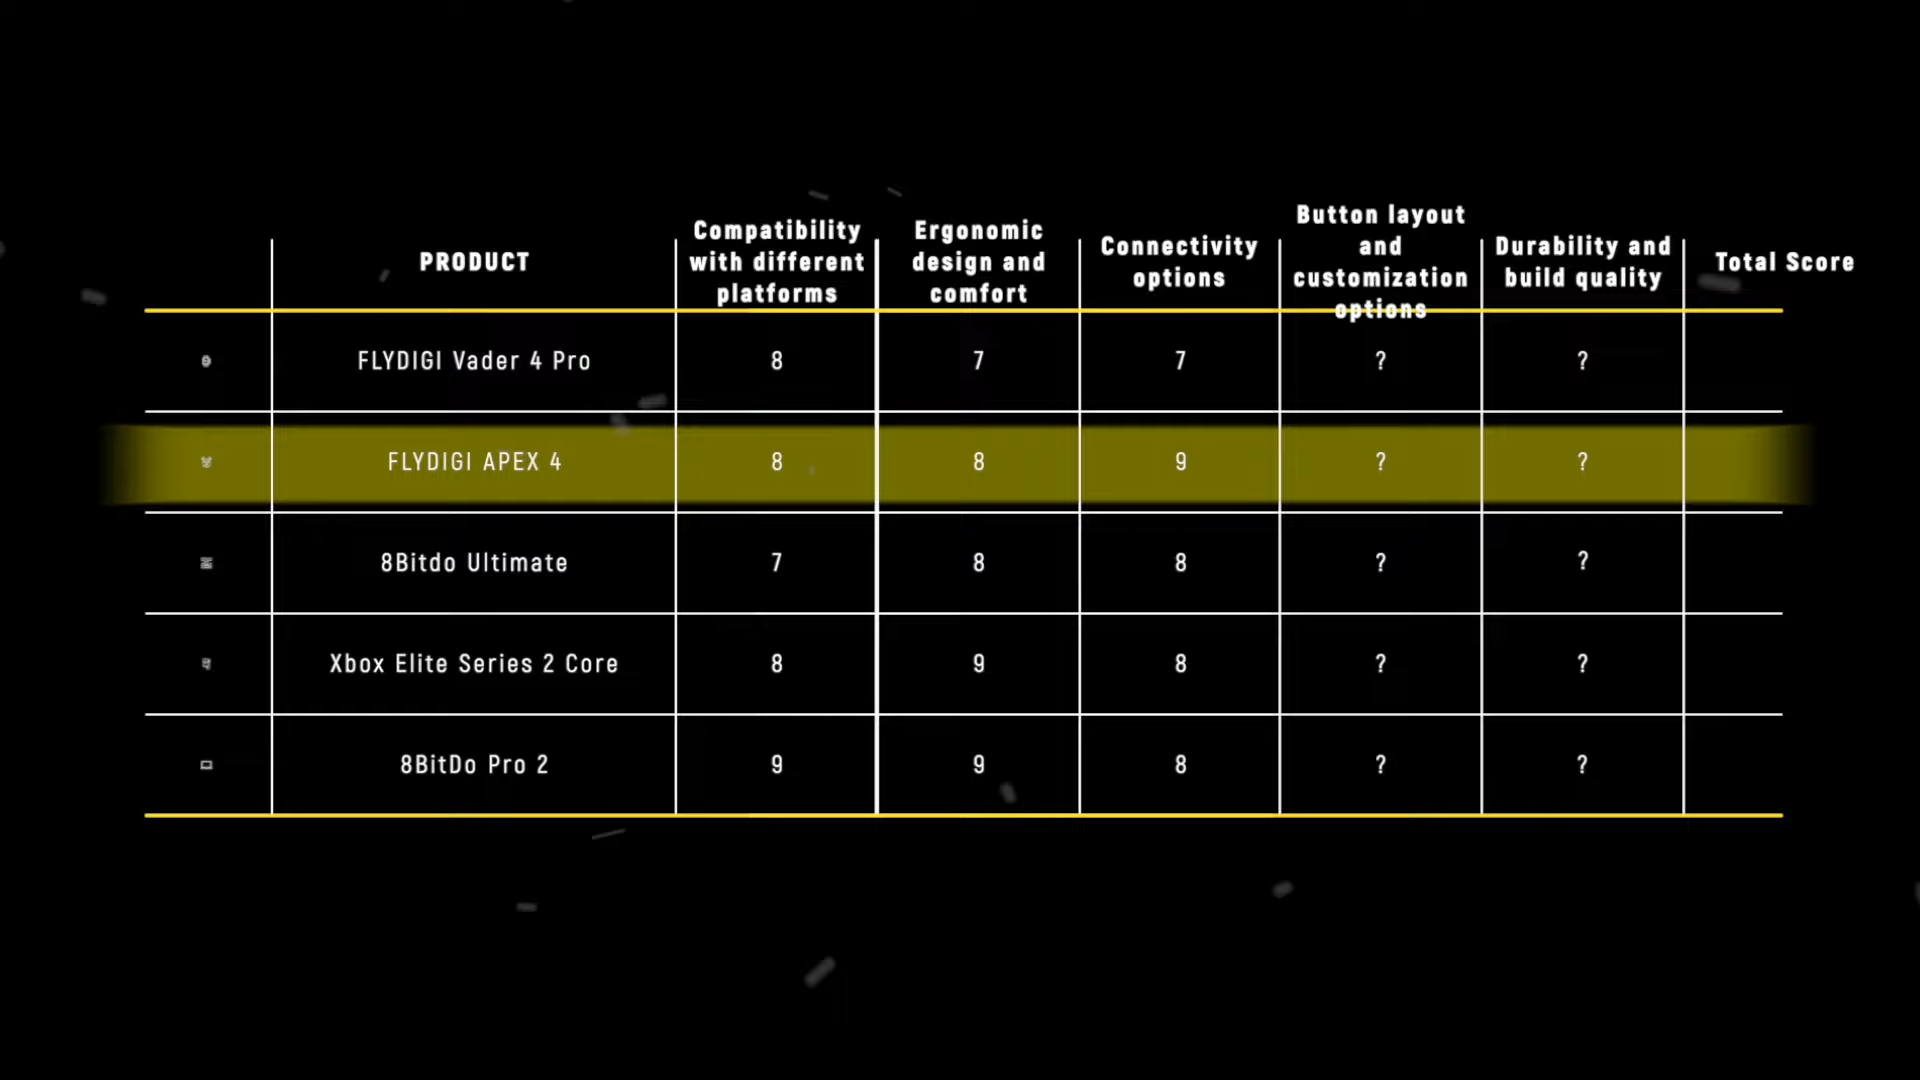 PRODUCT
Compatibility
with different
platforms
Ergonomic
design and
comfort
Connectivity
options
Button layout
and
customization
options
Durability and
build quality
Total Score
FLYDIGI Vader 4 Pro 8 7 7 ? ?
FLYDIGI APEX 4 8 8 9 ? ?
8Bitdo Ultimate 7 8 8 ? ?
Xbox Elite Series 2 Core 8 9 8 ? ?
8BitDo Pro 2 9 9 8 ? ?